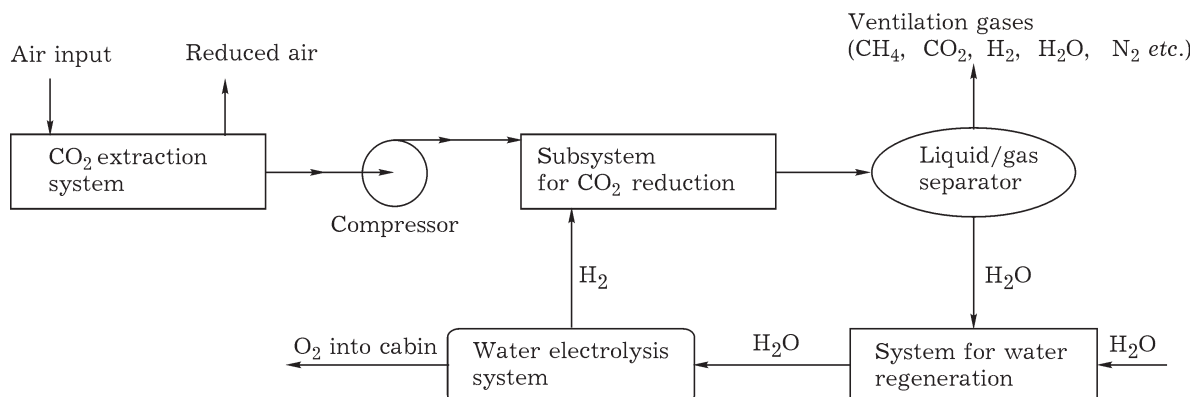 Ventilation gases
(CH₄, CO₂, H₂, H₂O, N₂ etc.)
Air input
Reduced air
CO₂ extraction
system
Subsystem
for CO₂ reduction
Liquid/gas
separator
Compressor
H₂
H₂O
O₂ into cabin
Water electrolysis
system
H₂O
System for water
regeneration
H₂O